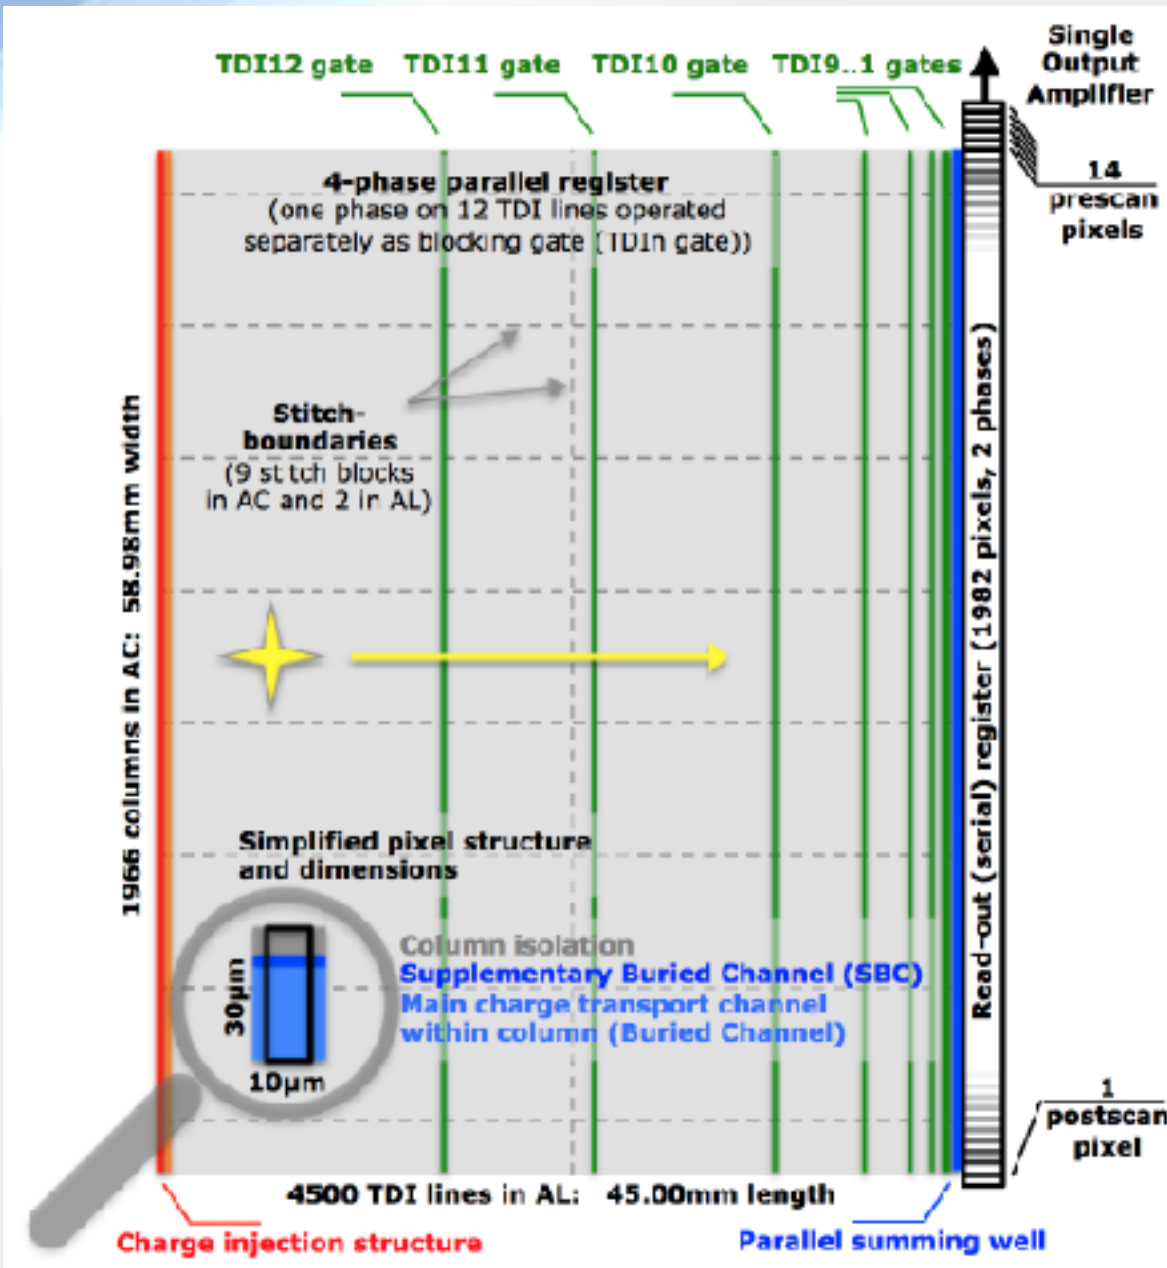 TDI12 gate
TDI11 gate
TDI10 gate
TDI9..1 gates
Single
Output
Amplifier
14
prescan
pixels
4-phase parallel register
(one phase on 12 TDI lines operated
separately as blocking gate (TDIn gate))
Stitch-
boundaries
(9 stitch blocks
in AC and 2 in AL)
1966 columns in AC: 58.98mm width
Read-out (serial) register (1982 pixels, 2 phases)
Simplified pixel structure
and dimensions
30µm
10µm
Column isolation
Supplementary Buried Channel (SBC)
Main charge transport channel
within column (Buried Channel)
1
postscan
pixel
4500 TDI lines in AL: 45.00mm length
Charge injection structure
Parallel summing well